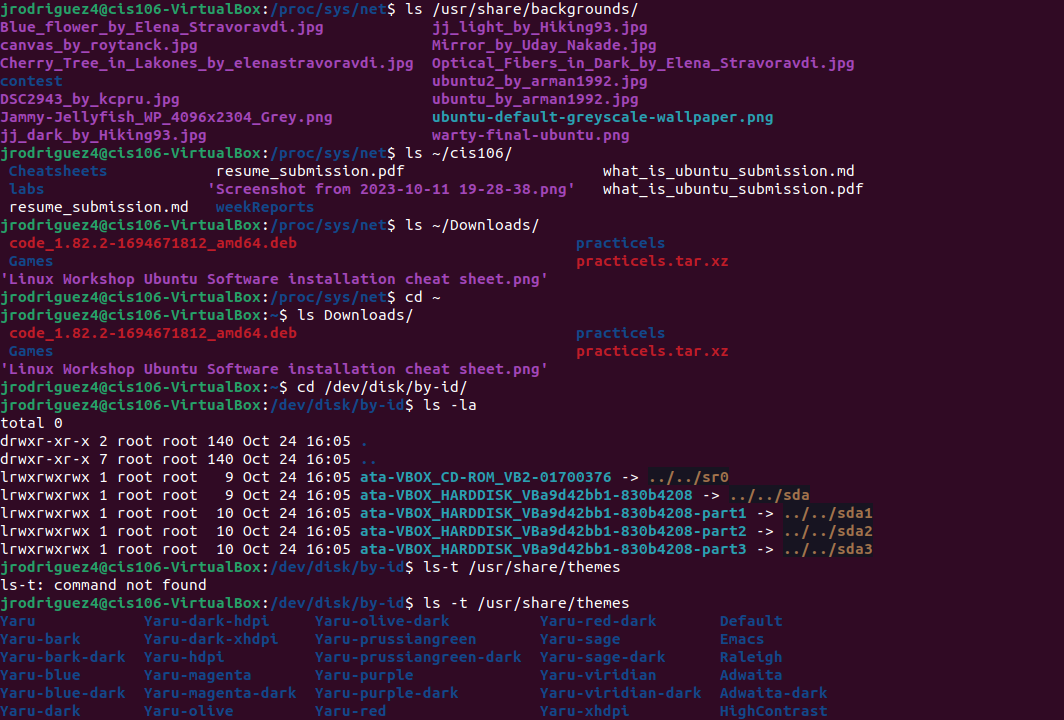 jrodriguez4@cis106-VirtualBox:/proc/sys/net$ ls /usr/share/backgrounds/
Blue_flower_by_Elena_Stravoravdi.jpg            jj_light_by_Hiking93.jpg
canvas_by_roytanck.jpg                          Mirror_by_Uday_Nakade.jpg
Cherry_Tree_in_Lakones_by_elenastravoravdi.jpg  Optical_Fibers_in_Dark_by_Elena_Stravoravdi.jpg
contest                                         ubuntu2_by_arman1992.jpg
DSC2943_by_kcpru.jpg                            ubuntu_by_arman1992.jpg
Jammy-Jellyfish_WP_4096x2304_Grey.png           ubuntu-default-greyscale-wallpaper.png
jj_dark_by_Hiking93.jpg                         warty-final-ubuntu.png
jrodriguez4@cis106-VirtualBox:/proc/sys/net$ ls ~/cis106/
 Cheatsheets            resume_submission.pdf                      what_is_ubuntu_submission.md
 labs                  'Screenshot from 2023-10-11 19-28-38.png'   what_is_ubuntu_submission.pdf
 resume_submission.md   weekReports
jrodriguez4@cis106-VirtualBox:/proc/sys/net$ ls ~/Downloads/
 code_1.82.2-1694671812_amd64.deb                               practicels
 Games                                                          practicels.tar.xz
'Linux Workshop Ubuntu Software installation cheat sheet.png'
jrodriguez4@cis106-VirtualBox:/proc/sys/net$ cd ~
jrodriguez4@cis106-VirtualBox:~$ ls Downloads/
 code_1.82.2-1694671812_amd64.deb                               practicels
 Games                                                          practicels.tar.xz
'Linux Workshop Ubuntu Software installation cheat sheet.png'
jrodriguez4@cis106-VirtualBox:~$ cd /dev/disk/by-id/
jrodriguez4@cis106-VirtualBox:/dev/disk/by-id$ ls -la
total 0
drwxr-xr-x 2 root root 140 Oct 24 16:05 .
drwxr-xr-x 7 root root 140 Oct 24 16:05 ..
lrwxrwxrwx 1 root root   9 Oct 24 16:05 ata-VBOX_CD-ROM_VB2-01700376 -> ../../sr0
lrwxrwxrwx 1 root root   9 Oct 24 16:05 ata-VBOX_HARDDISK_VBa9d42bb1-830b4208 -> ../../sda
lrwxrwxrwx 1 root root  10 Oct 24 16:05 ata-VBOX_HARDDISK_VBa9d42bb1-830b4208-part1 -> ../../sda1
lrwxrwxrwx 1 root root  10 Oct 24 16:05 ata-VBOX_HARDDISK_VBa9d42bb1-830b4208-part2 -> ../../sda2
lrwxrwxrwx 1 root root  10 Oct 24 16:05 ata-VBOX_HARDDISK_VBa9d42bb1-830b4208-part3 -> ../../sda3
jrodriguez4@cis106-VirtualBox:/dev/disk/by-id$ ls-t /usr/share/themes
ls-t: command not found
jrodriguez4@cis106-VirtualBox:/dev/disk/by-id$ ls -t /usr/share/themes
Yaru            Yaru-dark-hdpi     Yaru-olive-dark         Yaru-red-dark       Default
Yaru-bark       Yaru-dark-xhdpi    Yaru-prussiangreen      Yaru-sage           Emacs
Yaru-bark-dark  Yaru-hdpi          Yaru-prussiangreen-dark  Yaru-sage-dark      Raleigh
Yaru-blue       Yaru-magenta       Yaru-purple             Yaru-viridian       Adwaita
Yaru-blue-dark  Yaru-magenta-dark  Yaru-purple-dark        Yaru-viridian-dark  Adwaita-dark
Yaru-dark       Yaru-olive         Yaru-red                Yaru-xhdpi          HighContrast